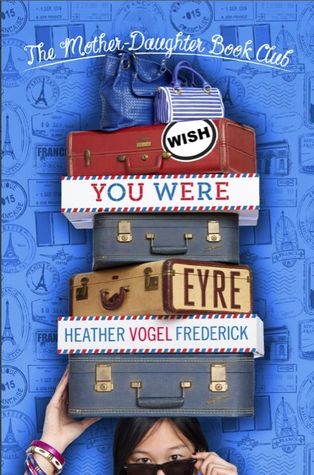 The Mother-Daughter Book Club
WISH
YOU WERE
EYRE
HEATHER VOGEL FREDERICK